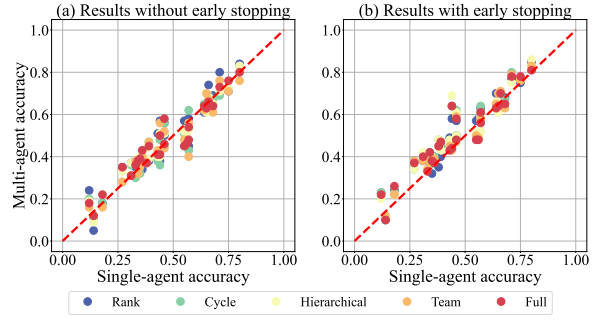 (a) Results without early stopping
(b) Results with early stopping
Multi-agent accuracy
1.0
0.8
0.6
0.4
0.2
0.0
0.00 0.25 0.50 0.75 1.00
Single-agent accuracy
1.0
0.8
0.6
0.4
0.2
0.0
0.00 0.25 0.50 0.75 1.00
Single-agent accuracy
Rank Cycle Hierarchical Team Full